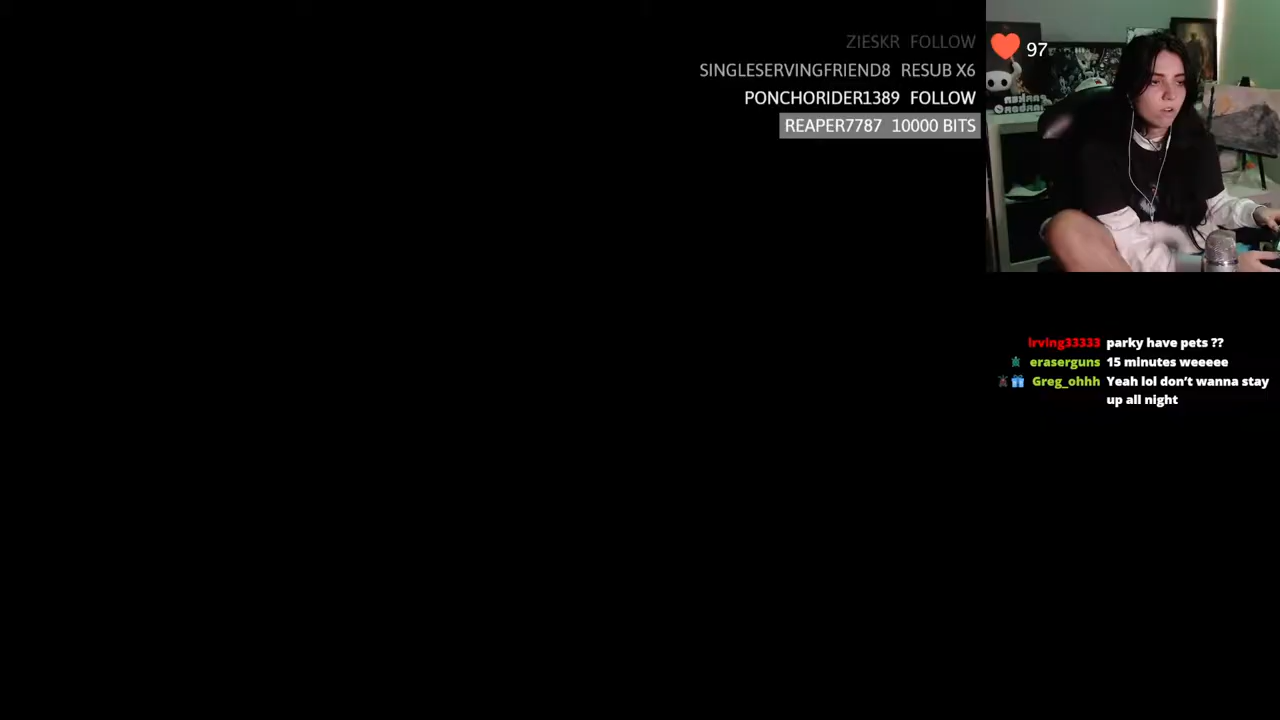 ZIESKR FOLLOW
SINGLESERVINGFRIEND8 RESUB X6
PONCHORIDER1389 FOLLOW
REAPER7787 10000 BITS
97
Irving33333 parky have pets ??
eraserguns 15 minutes weeeee
Greg_ohhh Yeah lol don't wanna stay
up all night